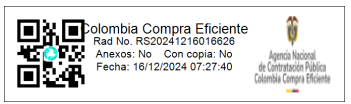 Colombia Compra Eficiente
Rad No. RS20241216016626
Anexos: No Con copia: No
Fecha: 16/12/2024 07:27:40
Agencia Nacional
de Contratación Pública
Colombia Compra Eficiente